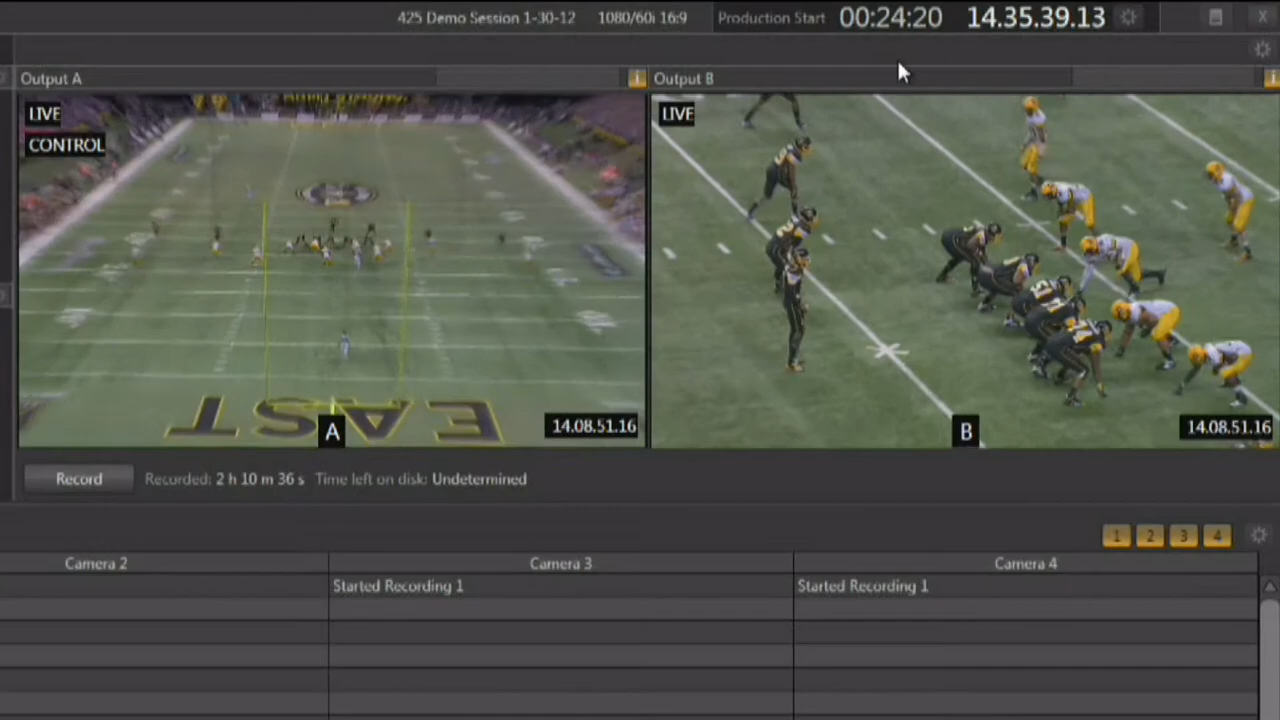 425 Demo Session 1-30-12 1080/60i 16:9 Production Start 00:24:20 14.35.39.13
Output A
Output B
LIVE
CONTROL
LIVE
EAST
A
14.08.51.16
B
14.08.51.16
Record Recorded: 2 h 10 m 36 s Time left on disk: Undetermined
1 2 3 4
Camera 2 Camera 3 Camera 4
Started Recording 1 Started Recording 1